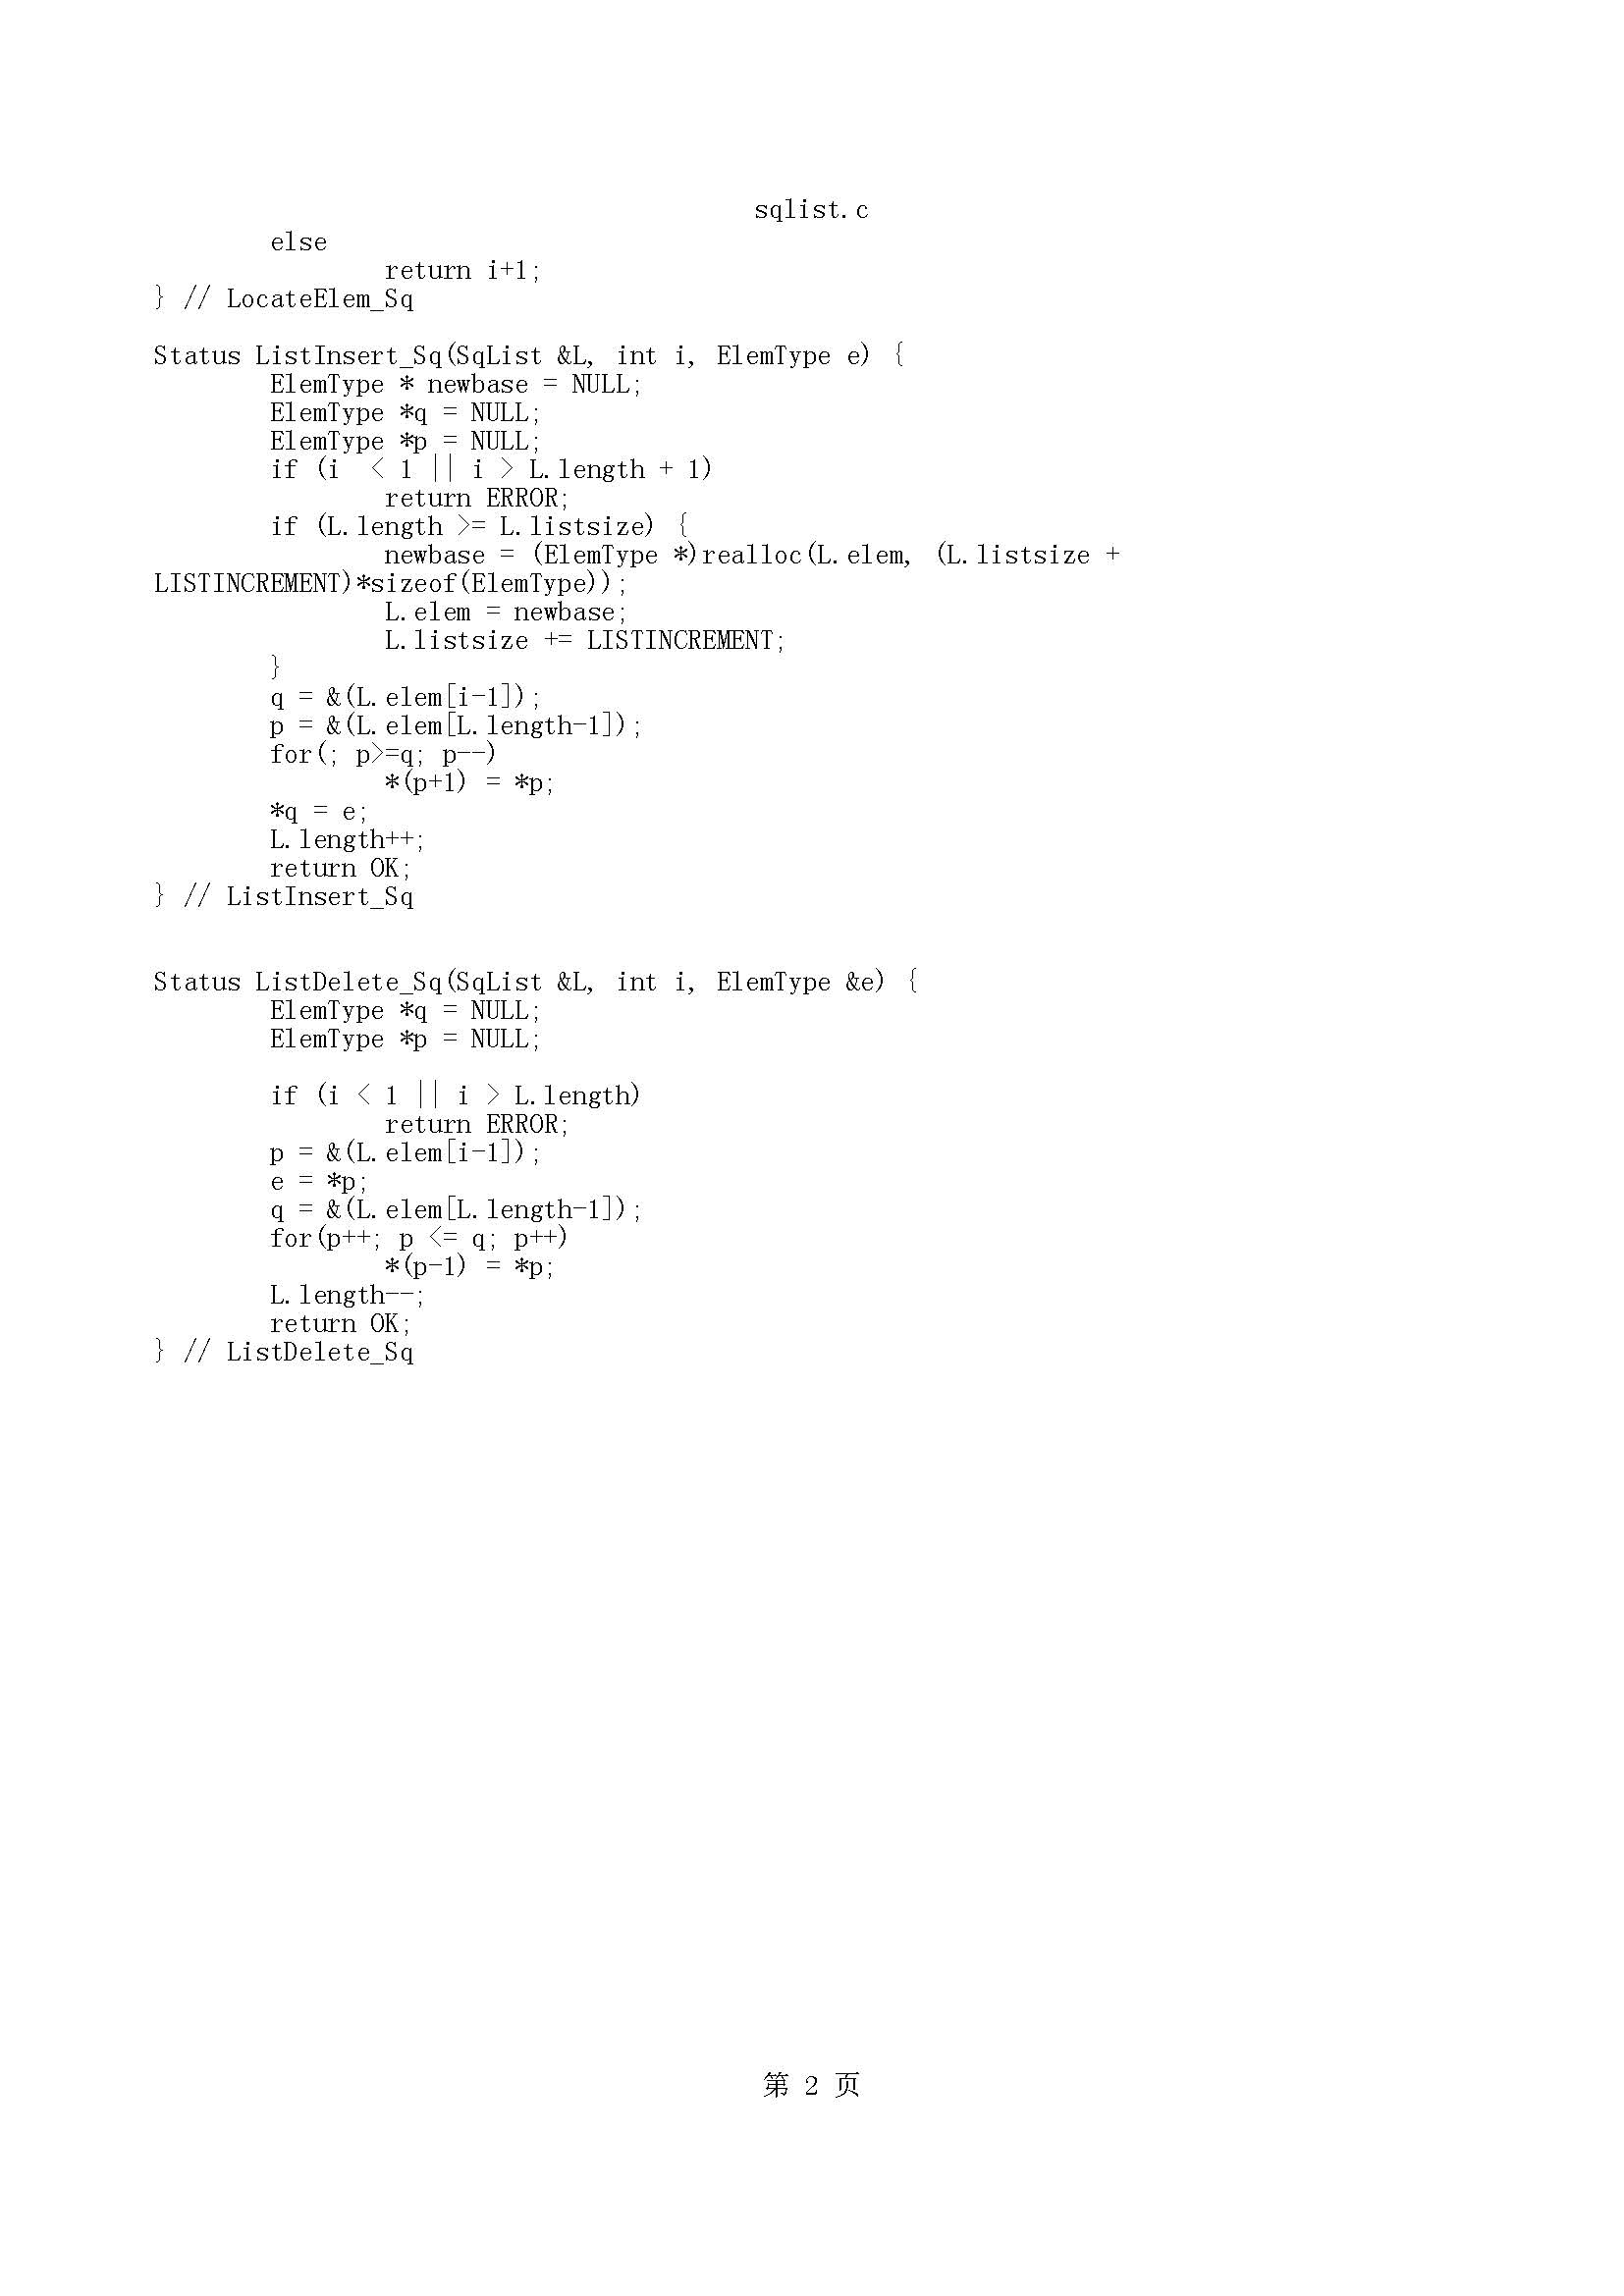 sqlist.c
        else
                return i+1;
} // LocateElem_Sq

Status ListInsert_Sq(SqList &L, int i, ElemType e) {
        ElemType * newbase = NULL;
        ElemType *q = NULL;
        ElemType *p = NULL;
        if (i  < 1 || i > L.length + 1)
                return ERROR;
        if (L.length >= L.listsize) {
                newbase = (ElemType *)realloc(L.elem, (L.listsize +
LISTINCREMENT)*sizeof(ElemType));
                L.elem = newbase;
                L.listsize += LISTINCREMENT;
        }
        q = &(L.elem[i-1]);
        p = &(L.elem[L.length-1]);
        for(; p>=q; p--)
                *(p+1) = *p;
        *q = e;
        L.length++;
        return OK;
} // ListInsert_Sq


Status ListDelete_Sq(SqList &L, int i, ElemType &e) {
        ElemType *q = NULL;
        ElemType *p = NULL;

        if (i < 1 || i > L.length)
                return ERROR;
        p = &(L.elem[i-1]);
        e = *p;
        q = &(L.elem[L.length-1]);
        for(p++; p <= q; p++)
                *(p-1) = *p;
        L.length--;
        return OK;
} // ListDelete_Sq

第 2 页